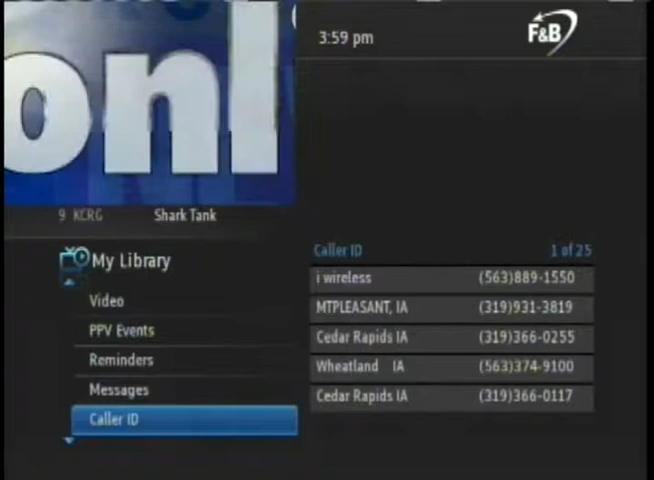 onl
3:59 pm
F&B
9 KCRG Shark Tank
My Library
Video
PPV Events
Reminders
Messages
Caller ID
Caller ID 1 of 25
i wireless (563)889-1550
MTPLEASANT, IA (319)931-3819
Cedar Rapids IA (319)366-0255
Wheatland IA (563)374-9100
Cedar Rapids IA (319)366-0117